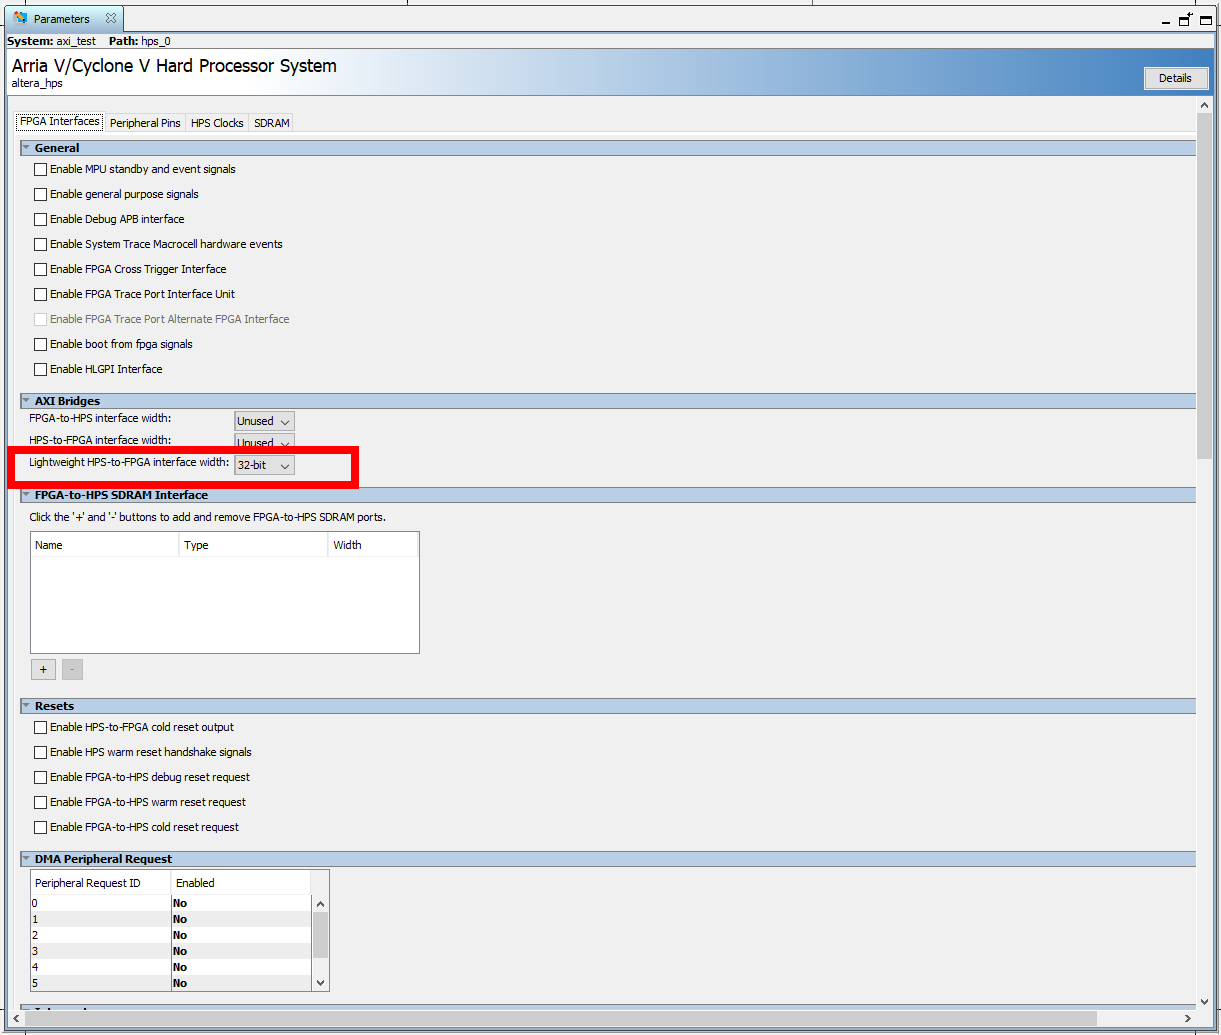 Parameters
System: axi_test Path: hps_0
Arria V/Cyclone V Hard Processor System
altera_hps
Details
FPGA Interfaces Peripheral Pins HPS Clocks SDRAM
General
Enable MPU standby and event signals
Enable general purpose signals
Enable Debug APB interface
Enable System Trace Macrocell hardware events
Enable FPGA Cross Trigger Interface
Enable FPGA Trace Port Interface Unit
Enable FPGA Trace Port Alternate FPGA Interface
Enable boot from fpga signals
Enable HLGPI Interface
AXI Bridges
FPGA-to-HPS interface width: Unused
HPS-to-FPGA interface width: Unused
Lightweight HPS-to-FPGA interface width: 32-bit
FPGA-to-HPS SDRAM Interface
Click the '+' and '-' buttons to add and remove FPGA-to-HPS SDRAM ports.
Name Type Width
+ -
Resets
Enable HPS-to-FPGA cold reset output
Enable HPS warm reset handshake signals
Enable FPGA-to-HPS debug reset request
Enable FPGA-to-HPS warm reset request
Enable FPGA-to-HPS cold reset request
DMA Peripheral Request
Peripheral Request ID Enabled
0 No
1 No
2 No
3 No
4 No
5 No